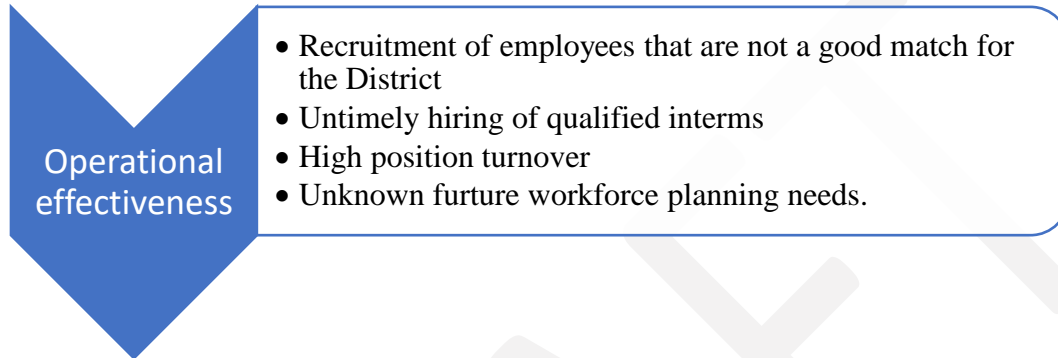 Operational
effectiveness
• Recruitment of employees that are not a good match for
the District
• Untimely hiring of qualified interms
• High position turnover
• Unknown furture workforce planning needs.